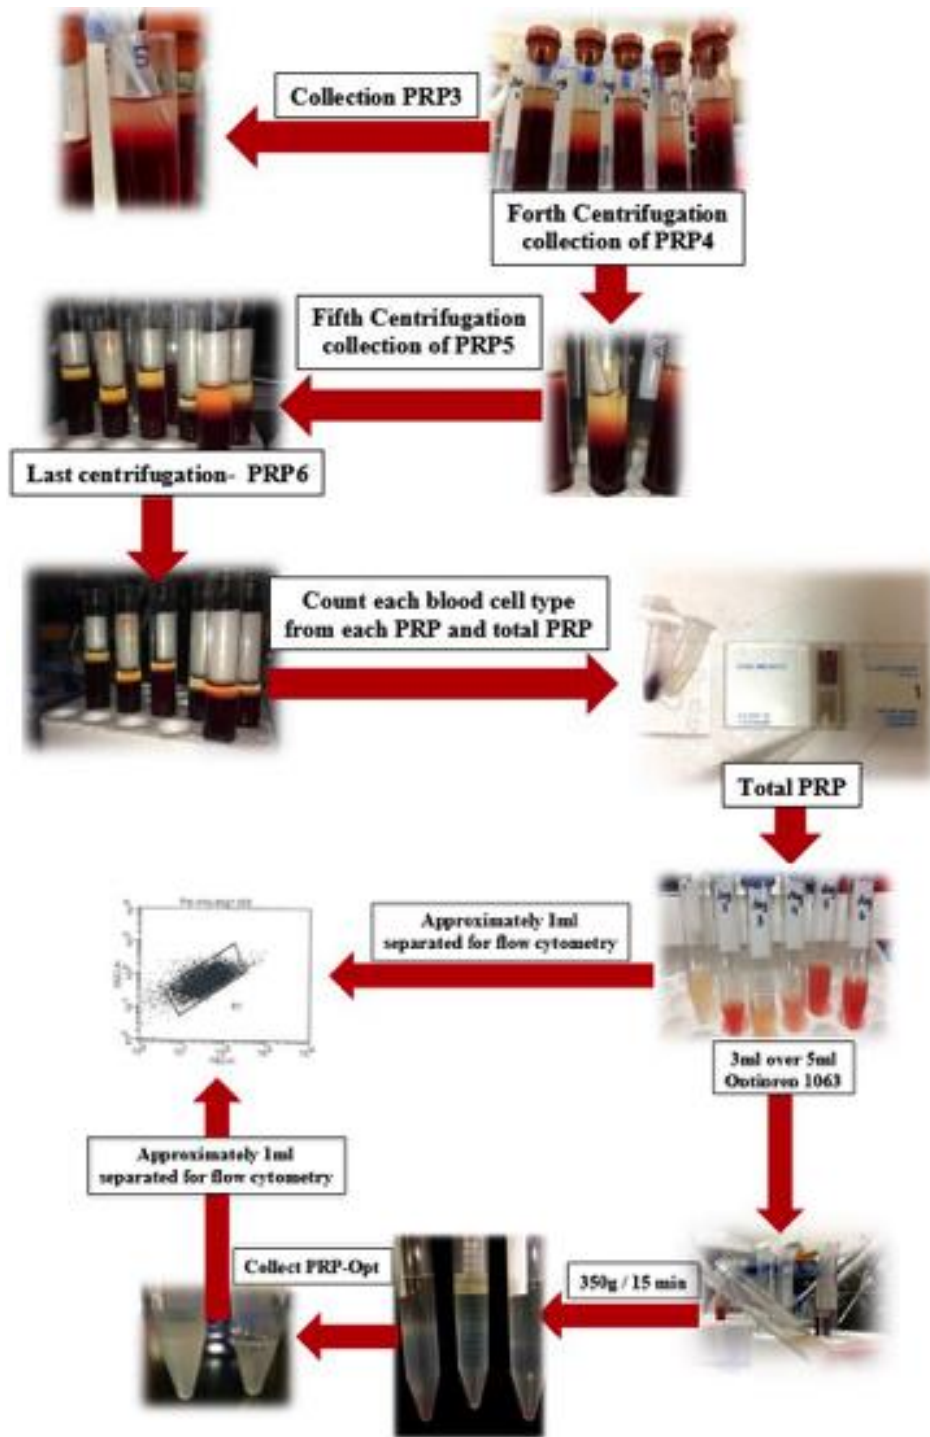 Collection PRP3
Forth Centrifugation
collection of PRP4
Fifth Centrifugation
collection of PRP5
Last centrifugation- PRP6
Count each blood cell type
from each PRP and total PRP
Total PRP
Approximately 1ml
separated for flow cytometry
3ml over 5ml
Optiprep 1063
Approximately 1ml
separated for flow cytometry
Collect PRP-Opt
350g / 15 min